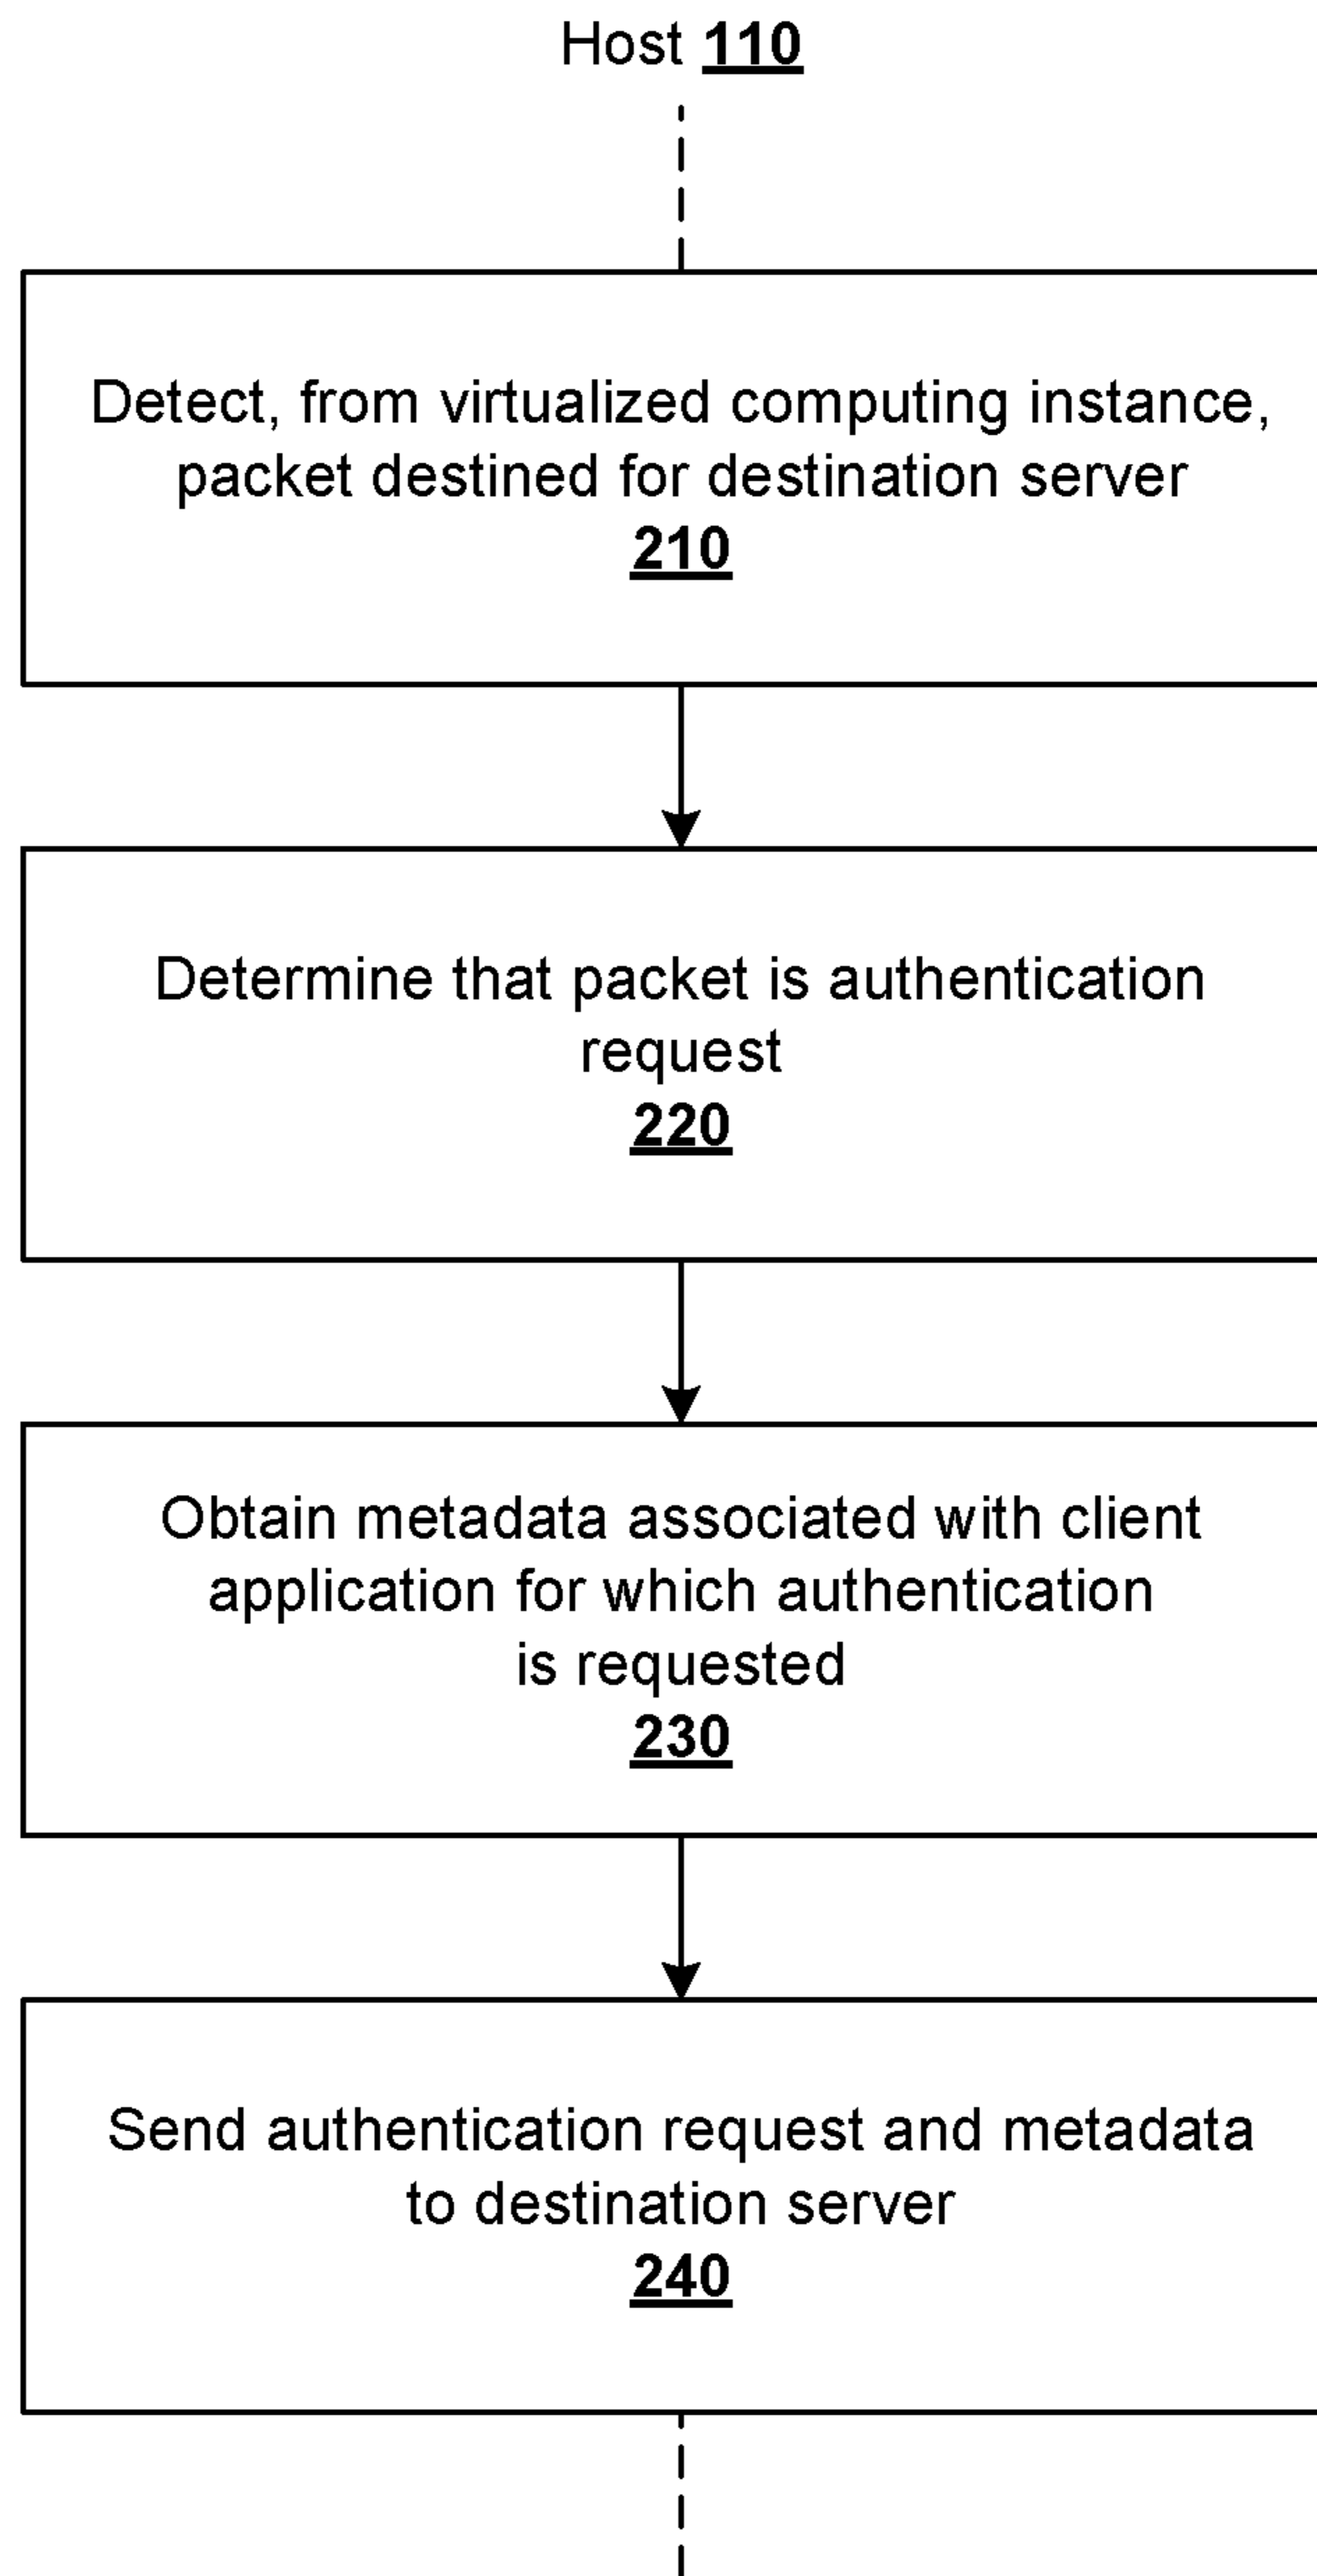 Host 110
Detect, from virtualized computing instance,
packet destined for destination server
210
Determine that packet is authentication
request
220
Obtain metadata associated with client
application for which authentication
is requested
230
Send authentication request and metadata
to destination server
240